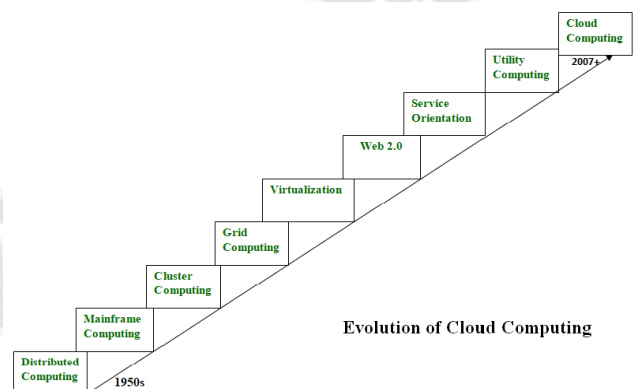 Cloud
Computing
2007+
Utility
Computing
Service
Orientation
Web 2.0
Virtualization
Grid
Computing
Cluster
Computing
Mainframe
Computing
Evolution of Cloud Computing
Distributed
Computing
1950s